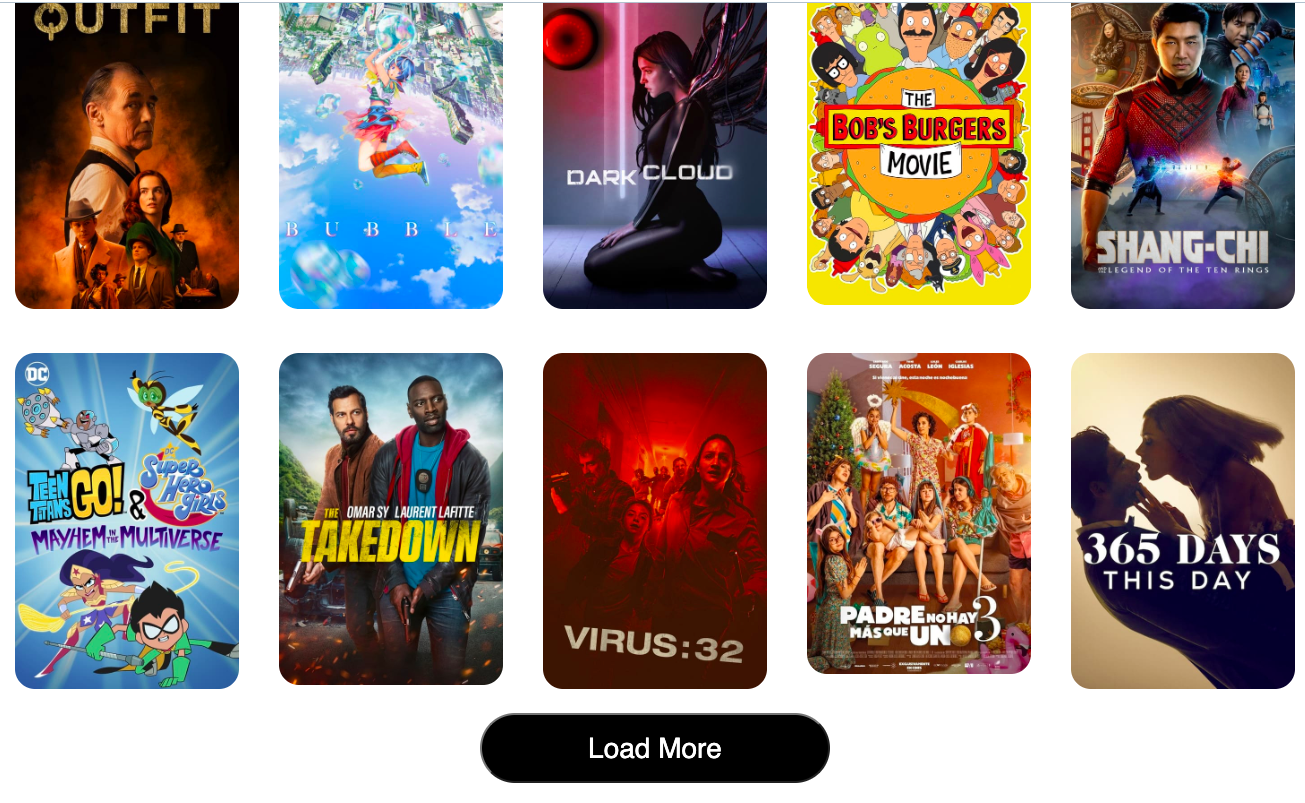 OUTFIT
BUBBLE
DARK CLOUD
THE
BOB'S BURGERS
MOVIE
SHANG-CHI
LEGEND OF THE TEN RINGS
DC
TEEN TITANS GO!
&
DC
SUPER HERO GIRLS
MAYHEM IN THE MULTIVERSE
OMAR SY LAURENT LAFITTE
THE TAKEDOWN
VIRUS:32
SEGURA ACOSTA LEÓN IGLESIAS
PADRE NO HAY
MÁS QUE UNO 3
365 DAYS
THIS DAY
Load More